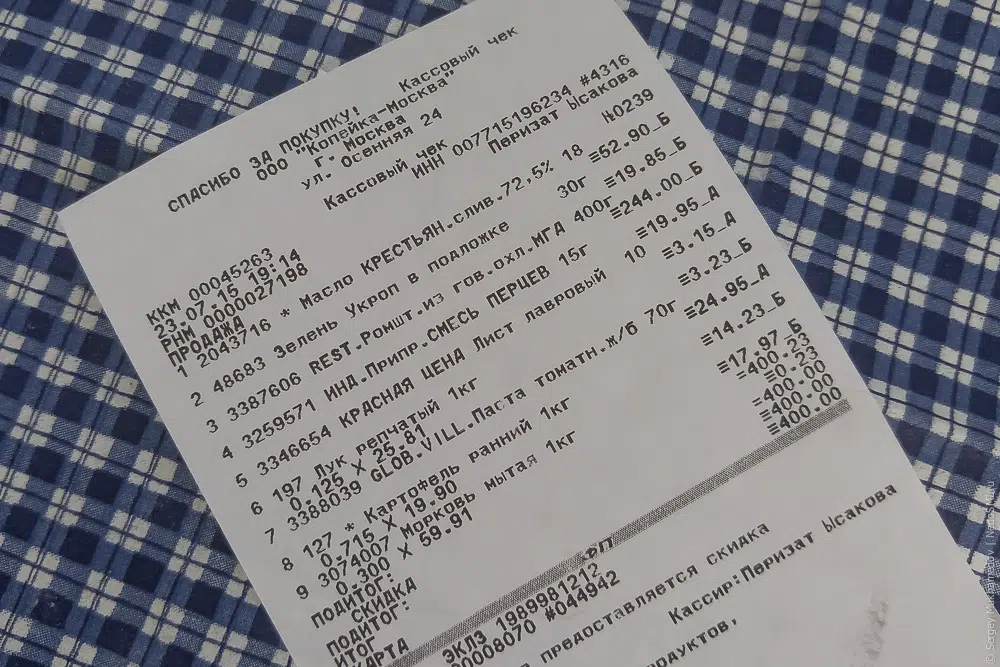 СПАСИБО ЗА ПОКУПКУ! Кассовый чек
ООО "Копейка-Москва"
г. Москва
ул. Осенняя 24
Кассовый чек #4316
ИНН 007715196234
Перизат Ысакова
N0239
ККМ 00045263
23.07.15 19:14
РНМ 0000027198
ПРОДАЖА
1 2043716 * Масло КРЕСТЬЯН.слив.72,5% 18 ≡52.90_Б
2 48683 Зелень Укроп в подложке 30г ≡19.85_Б
3 3387606 REST.Ромшт.из гов.охл.МГА 400г ≡244.00_Б
4 3259571 ИНД.Припр.СМЕСЬ ПЕРЦЕВ 15г ≡19.95_А
5 3346654 КРАСНАЯ ЦЕНА Лист лавровый 10 ≡3.15_А
6 197 Лук репчатый 1кг
0.125 X 25.87 ≡3.23_Б
7 3388039 GLOB.VILL.Паста томатн.ж/б 70г ≡24.95_А
8 127 * Картофель ранний 1кг
0.715 X 19.90 ≡14.23_Б
9 3074007 Морковь мытая 1кг
0.300 X 59.91 ≡17.97_Б
ПОДИТОГ: ≡400.23
СКИДКА ≡0.23
ПОДИТОГ: ≡400.00
ИТОГ ≡400.00
КАРТА ≡400.00
ЭКЛЗ 1989981212
00008070 #044942
предоставляется скидка
Кассир:Перизат Ысакова
© Sergey Mukhamedov